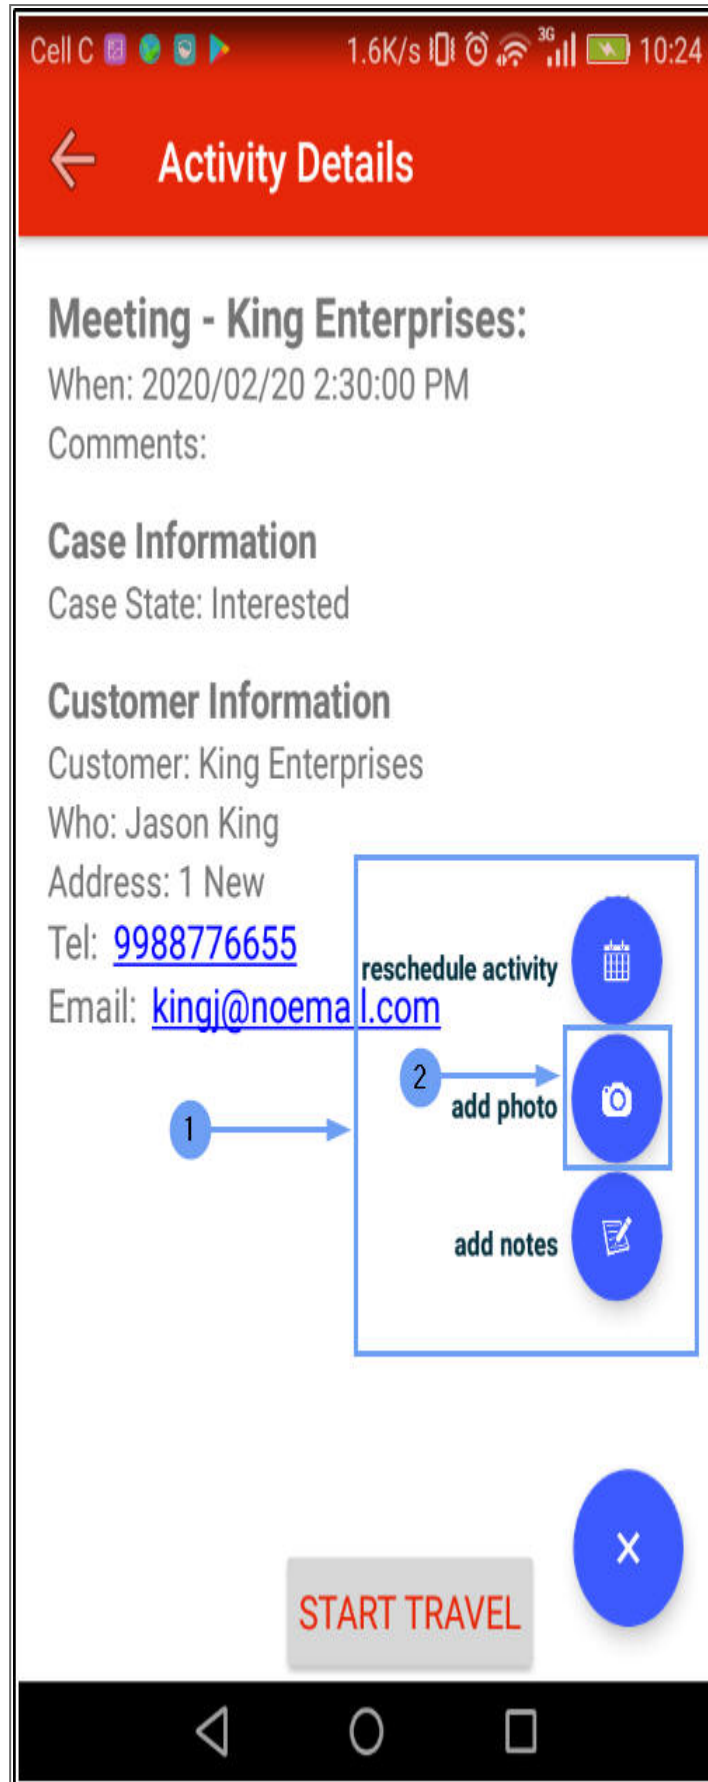 Cell C 1.6K/s 3G 10:24
Activity Details
Meeting - King Enterprises:
When: 2020/02/20 2:30:00 PM
Comments:
Case Information
Case State: Interested
Customer Information
Customer: King Enterprises
Who: Jason King
Address: 1 New
Tel: 9988776655
reschedule activity
Email: kingj@noema l.com
2
add photo
1
add notes
START TRAVEL